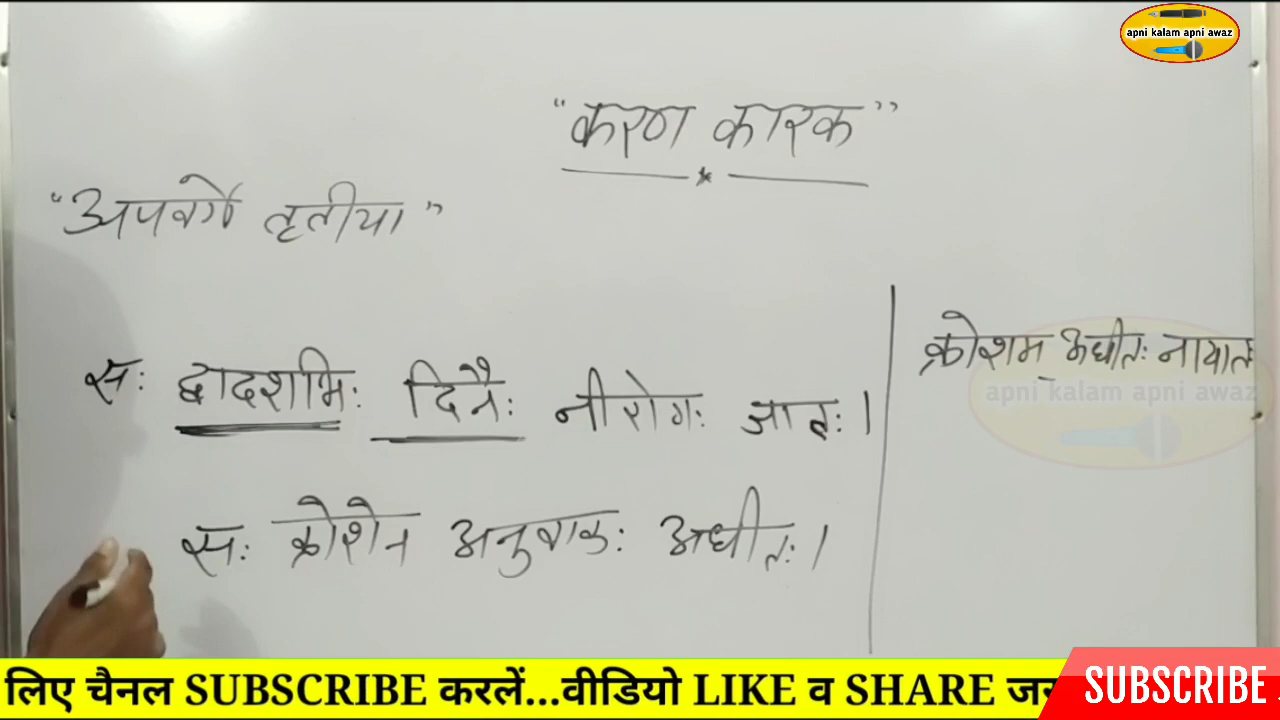 apni kalam apni awaz
"करण कारक"
"अपवर्गे तृतीया"
सः द्वादशभिः दिनैः नीरोगः जातः।
सः क्रोशेन अनुवाकः अधीतः।
क्रोशम् अधीतः नायातः
apni kalam apni awaz
लिए चैनल SUBSCRIBE करलें...वीडियो LIKE व SHARE
SUBSCRIBE